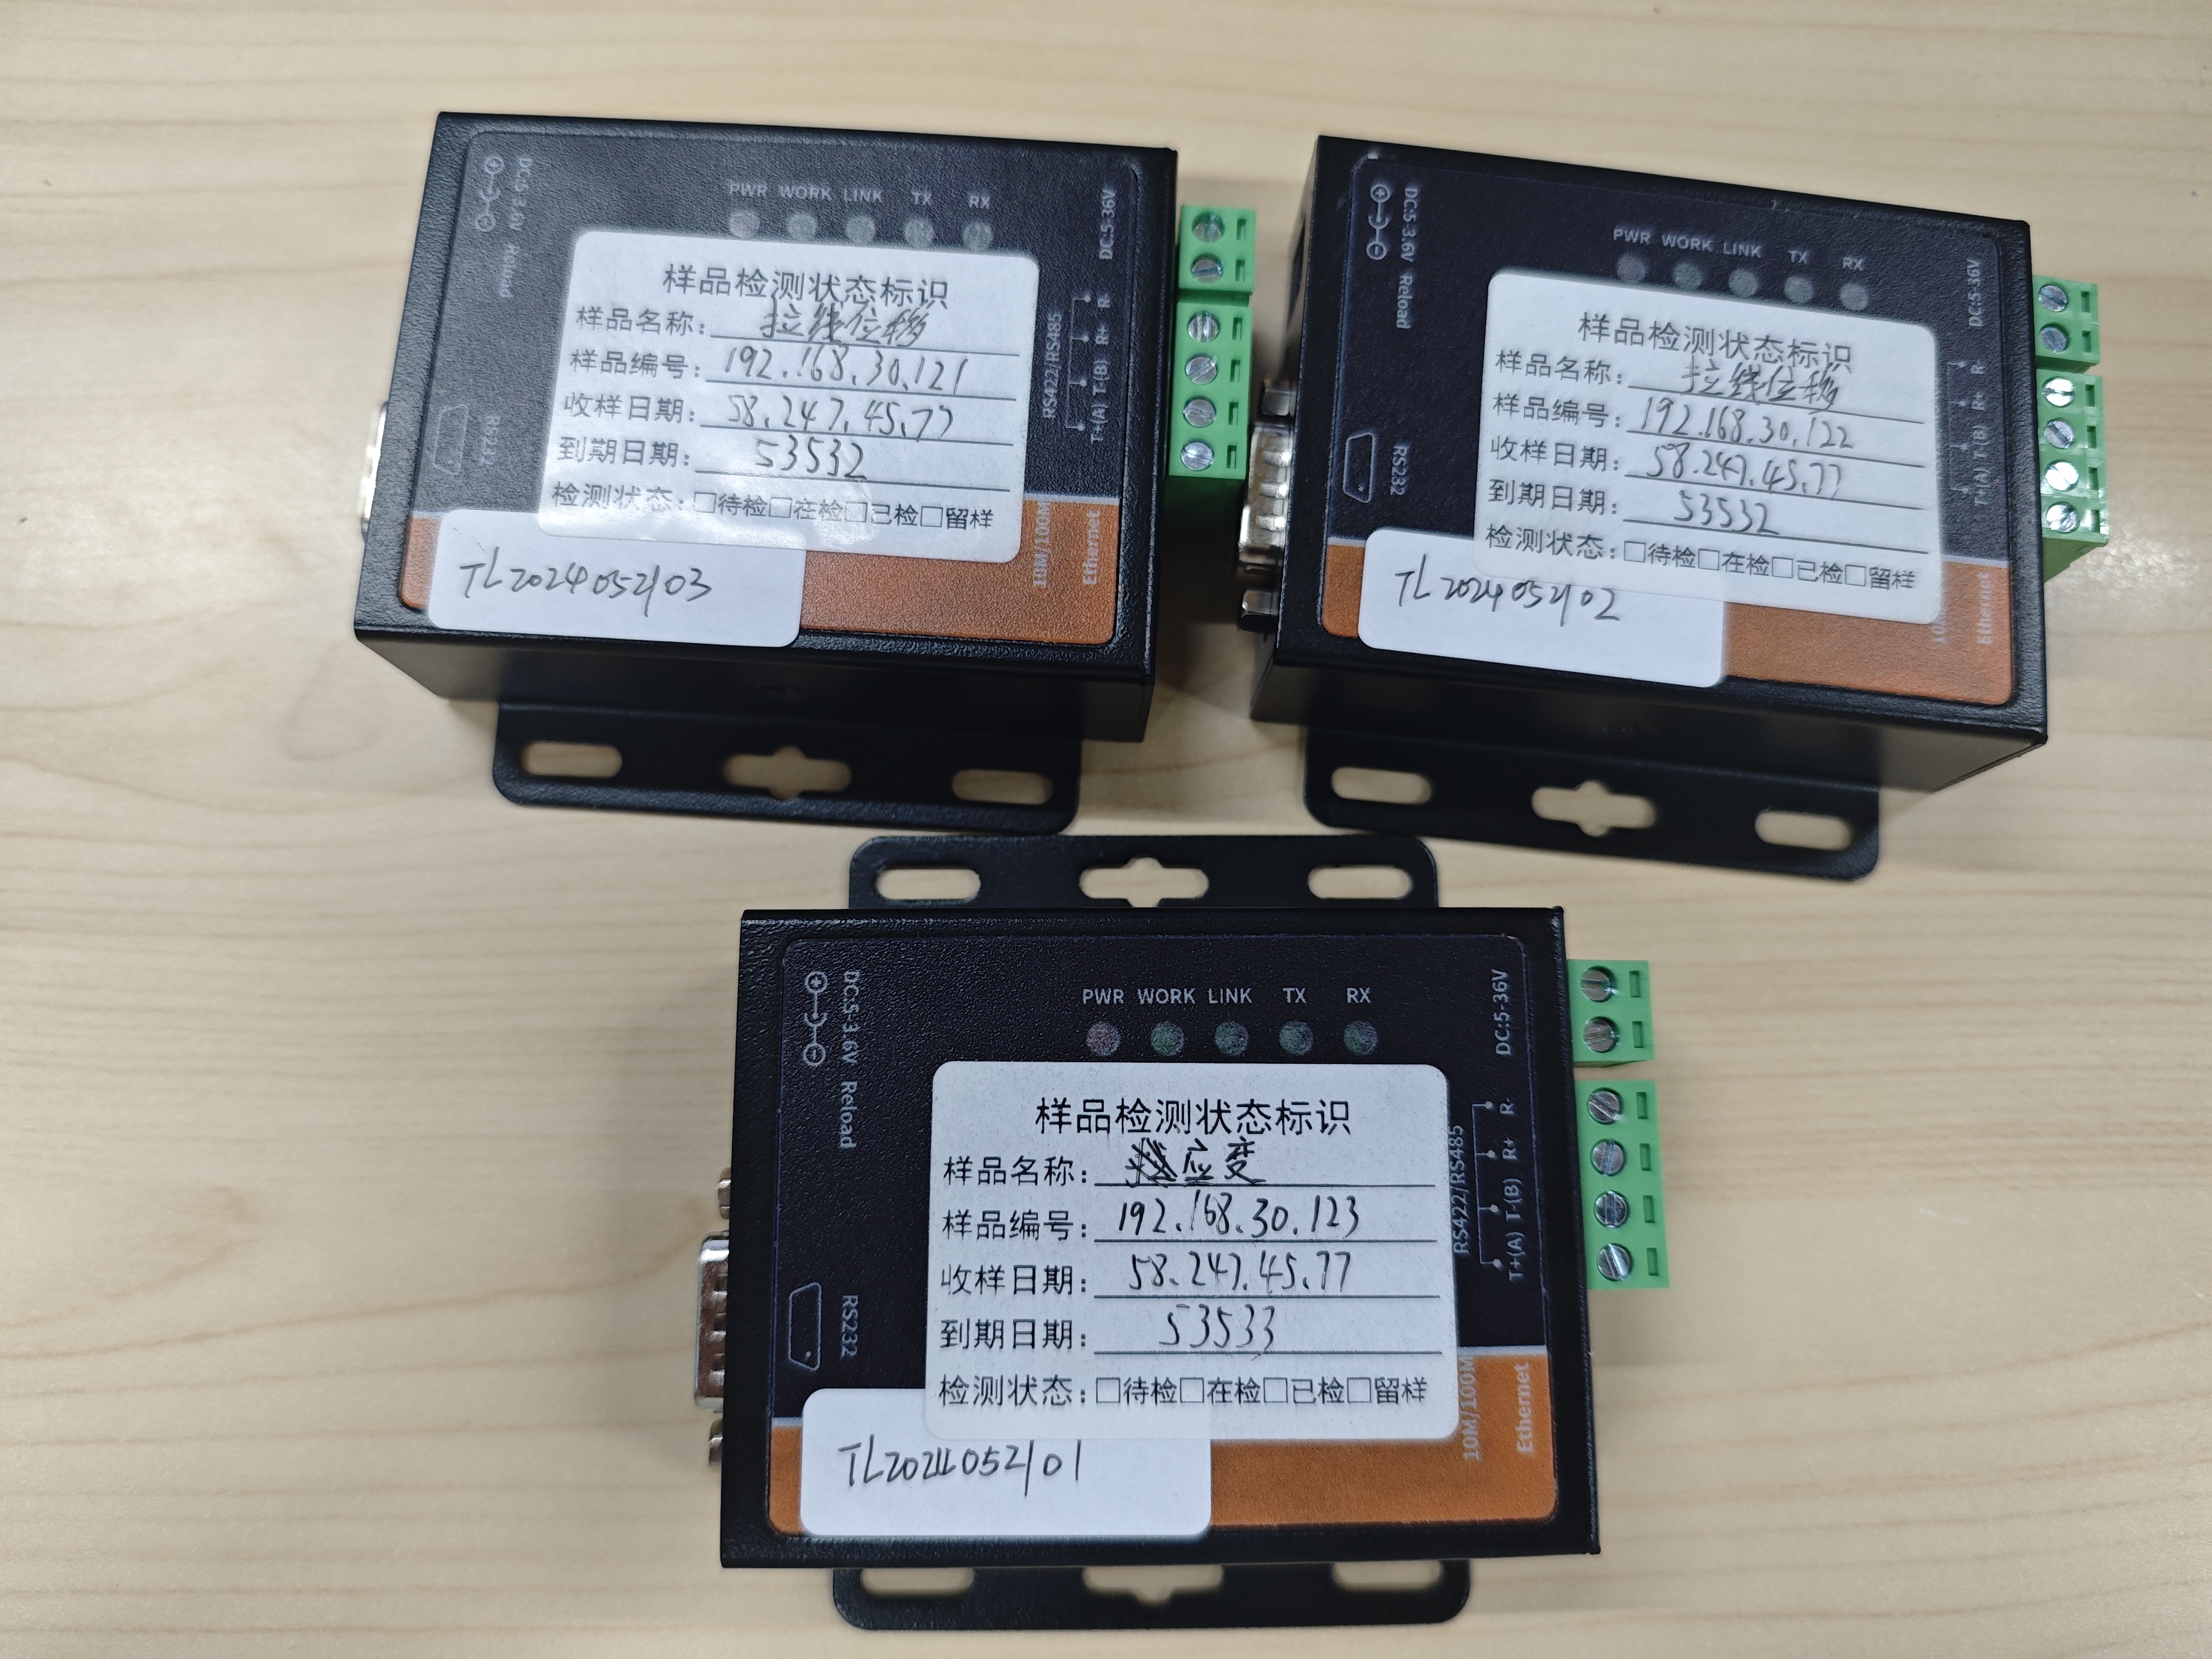 DC:5-3.6V Reload
PWR WORK LINK TX RX
DC:5-36V
样品检测状态标识
样品名称: 拉线位移
样品编号: 192.168.30.121
收样日期: 58.247.45.77
到期日期: 53532
检测状态: □待检□在检□已检□留样
RS422/RS485
T+(A) T-(B) R+ R-
RS232
10M/100M
Ethernet
TL2024052103
DC:5-3.6V Reload
PWR WORK LINK TX RX
DC:5-36V
样品检测状态标识
样品名称: 拉线位移
样品编号: 192.168.30.122
收样日期: 58.247.45.77
到期日期: 53532
检测状态: □待检□在检□已检□留样
T+(A) T-(B) R+ R-
RS232
Ethernet
TL2024052102
DC:5-3.6V Reload
PWR WORK LINK TX RX
DC:5-36V
样品检测状态标识
样品名称: 应变
样品编号: 192.168.30.123
收样日期: 58.247.45.77
到期日期: 53533
检测状态: □待检□在检□已检□留样
RS422/RS485
T+(A) T-(B) R+ R-
RS232
10M/100M
Ethernet
TL2024052101